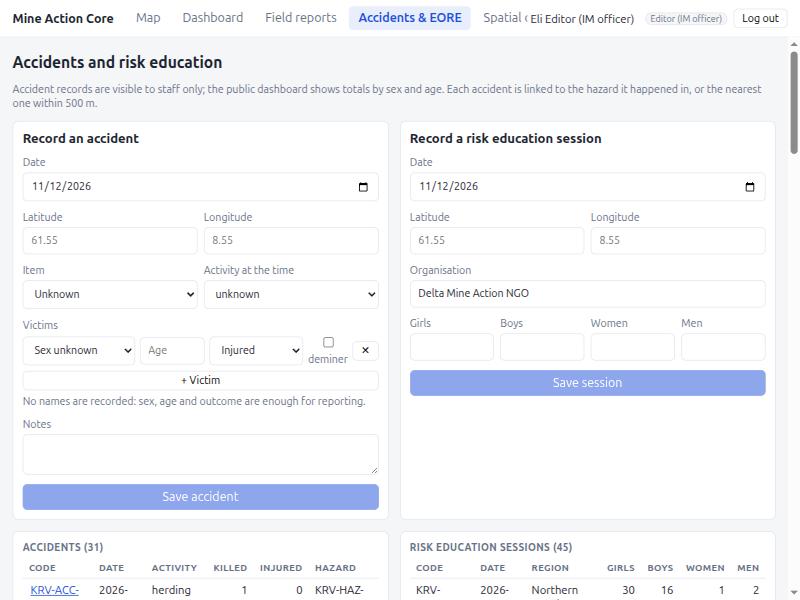 Mine Action Core Map Dashboard Field reports Accidents & EORE Spatial Eli Editor (IM officer) Editor (IM officer) Log out
Accidents and risk education
Accident records are visible to staff only; the public dashboard shows totals by sex and age. Each accident is linked to the hazard it happened in, or the nearest
one within 500 m.
Record an accident
Date
11/12/2026
Latitude Longitude
61.55 8.55
Item Activity at the time
Unknown unknown
Victims
Sex unknown Age Injured deminer ✕
+ Victim
No names are recorded: sex, age and outcome are enough for reporting.
Notes
Save accident
Record a risk education session
Date
11/12/2026
Latitude Longitude
61.55 8.55
Organisation
Delta Mine Action NGO
Girls Boys Women Men
Save session
ACCIDENTS (31)
CODE DATE ACTIVITY KILLED INJURED HAZARD
KRV-ACC- 2026- herding 1 0 KRV-HAZ-
RISK EDUCATION SESSIONS (45)
CODE DATE REGION GIRLS BOYS WOMEN MEN
KRV- 2026- Northern 30 16 1 2